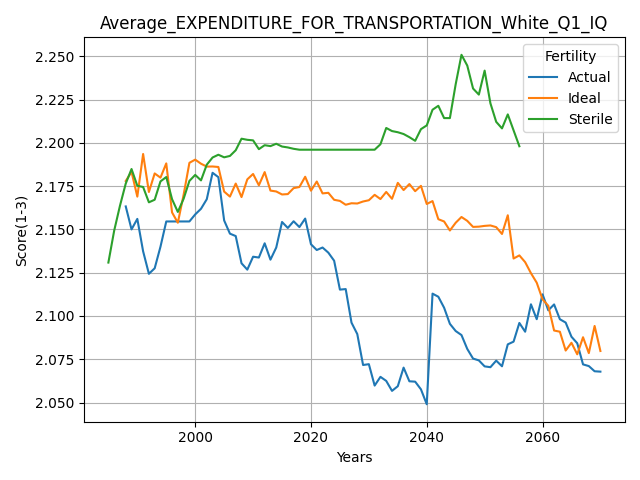 Average_EXPENDITURE_FOR_TRANSPORTATION_White_Q1_IQ
Score(1-3)
2.250
2.225
2.200
2.175
2.150
2.125
2.100
2.075
2.050
Fertility
Actual
Ideal
Sterile
2000
2020
2040
2060
Years